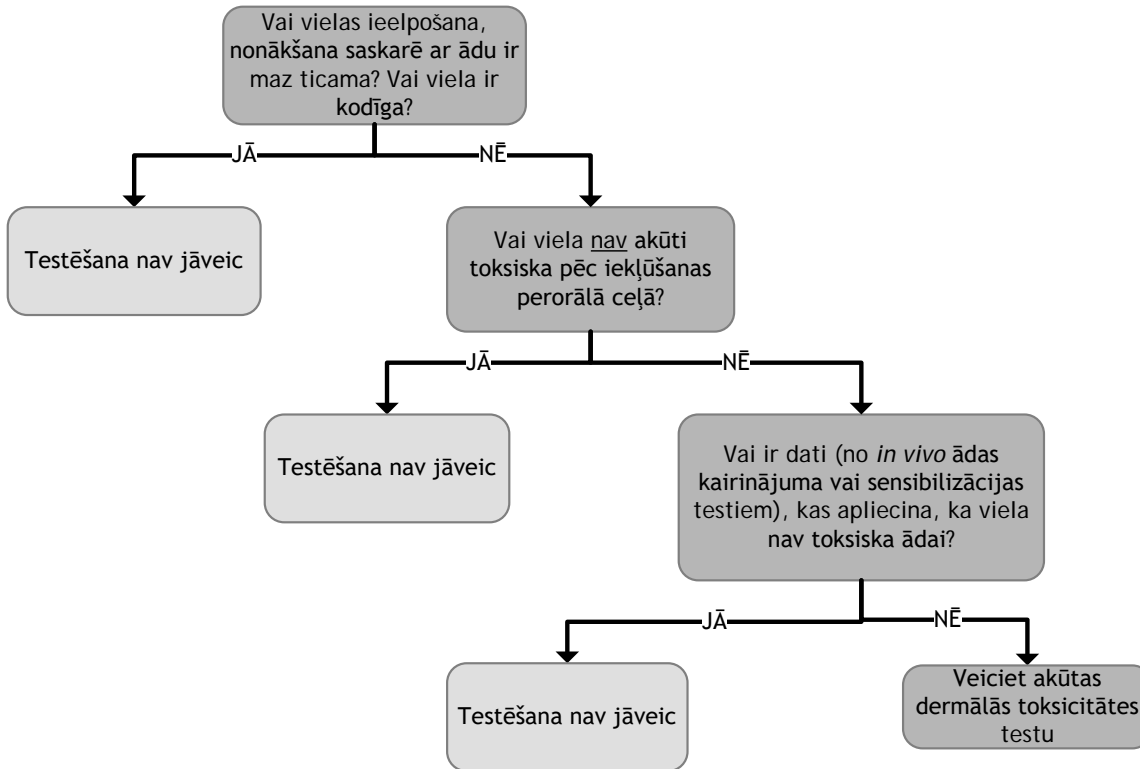 Vai vielas ieelpošana,
nonākšana saskarē ar ādu ir
maz ticama? Vai viela ir
kodīga?
JĀ
NĒ
Testēšana nav jāveic
Vai viela nav akūti
toksiska pēc iekļūšanas
perorālā ceļā?
JĀ
NĒ
Testēšana nav jāveic
Vai ir dati (no in vivo ādas
kairinājuma vai sensibilizācijas
testiem), kas apliecina, ka viela
nav toksiska ādai?
JĀ
NĒ
Testēšana nav jāveic
Veiciet akūtas
dermālās toksicitātes
testu